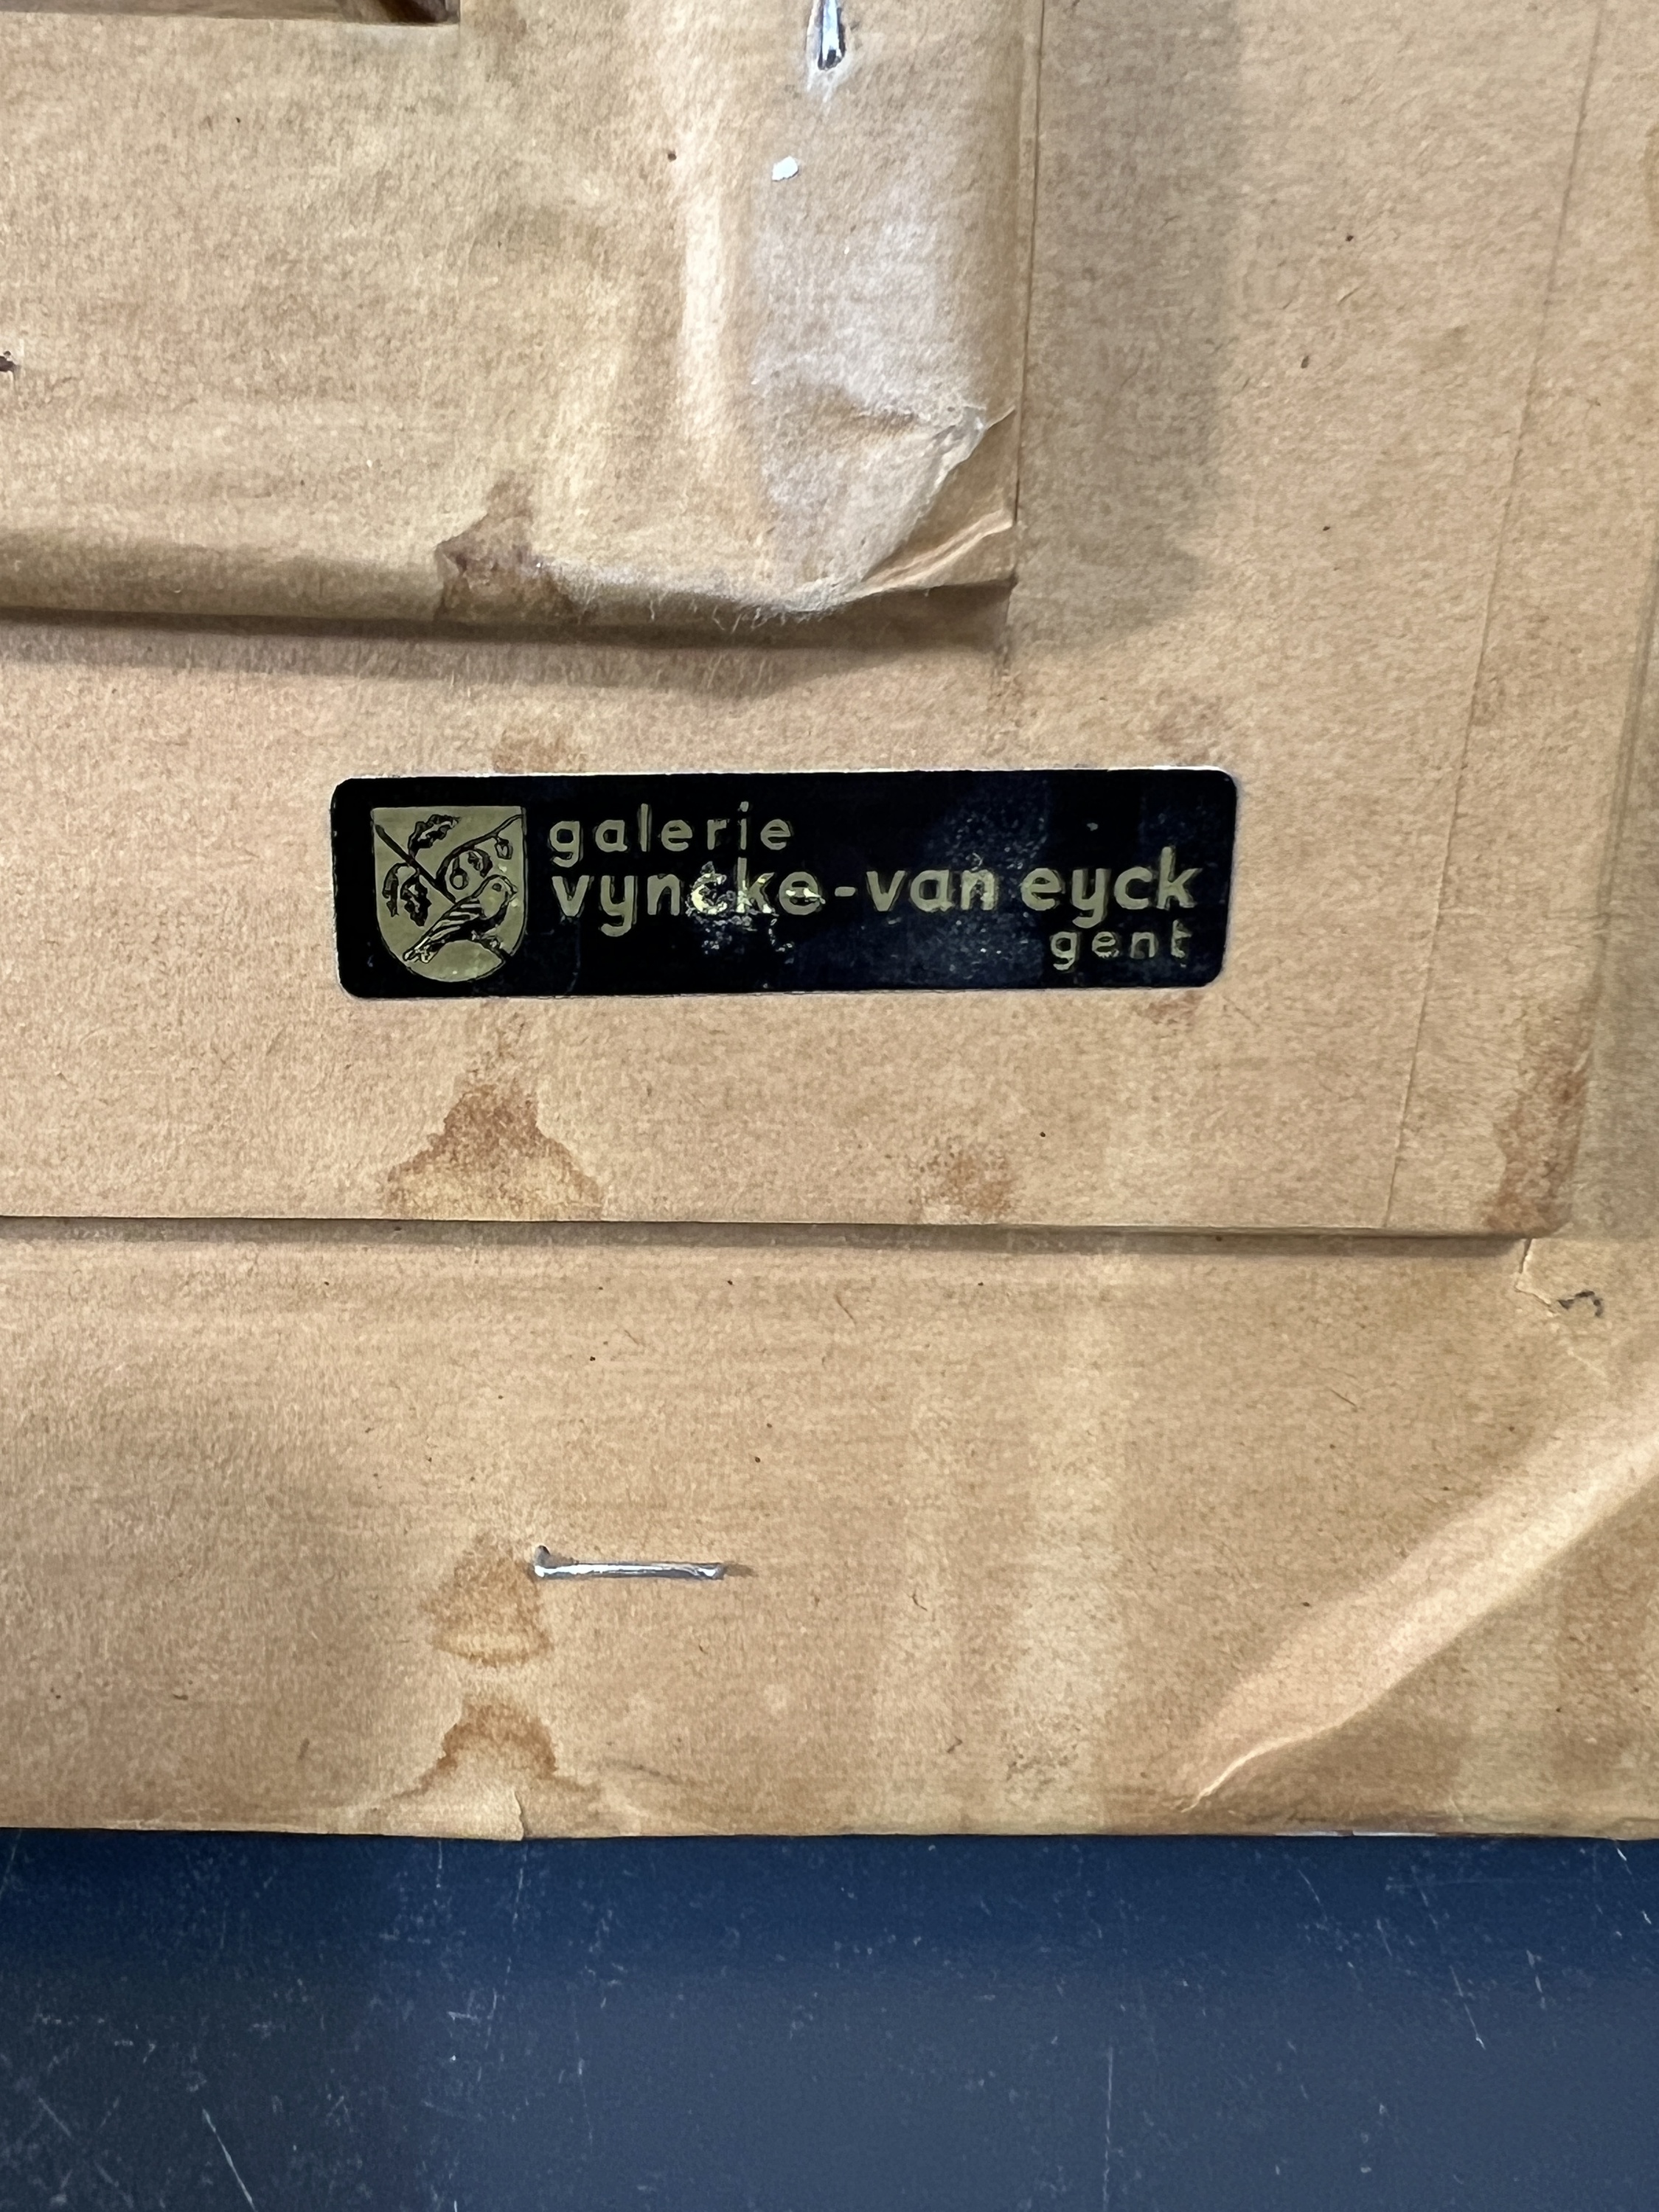 galerie
vyncke-van eyck
gent